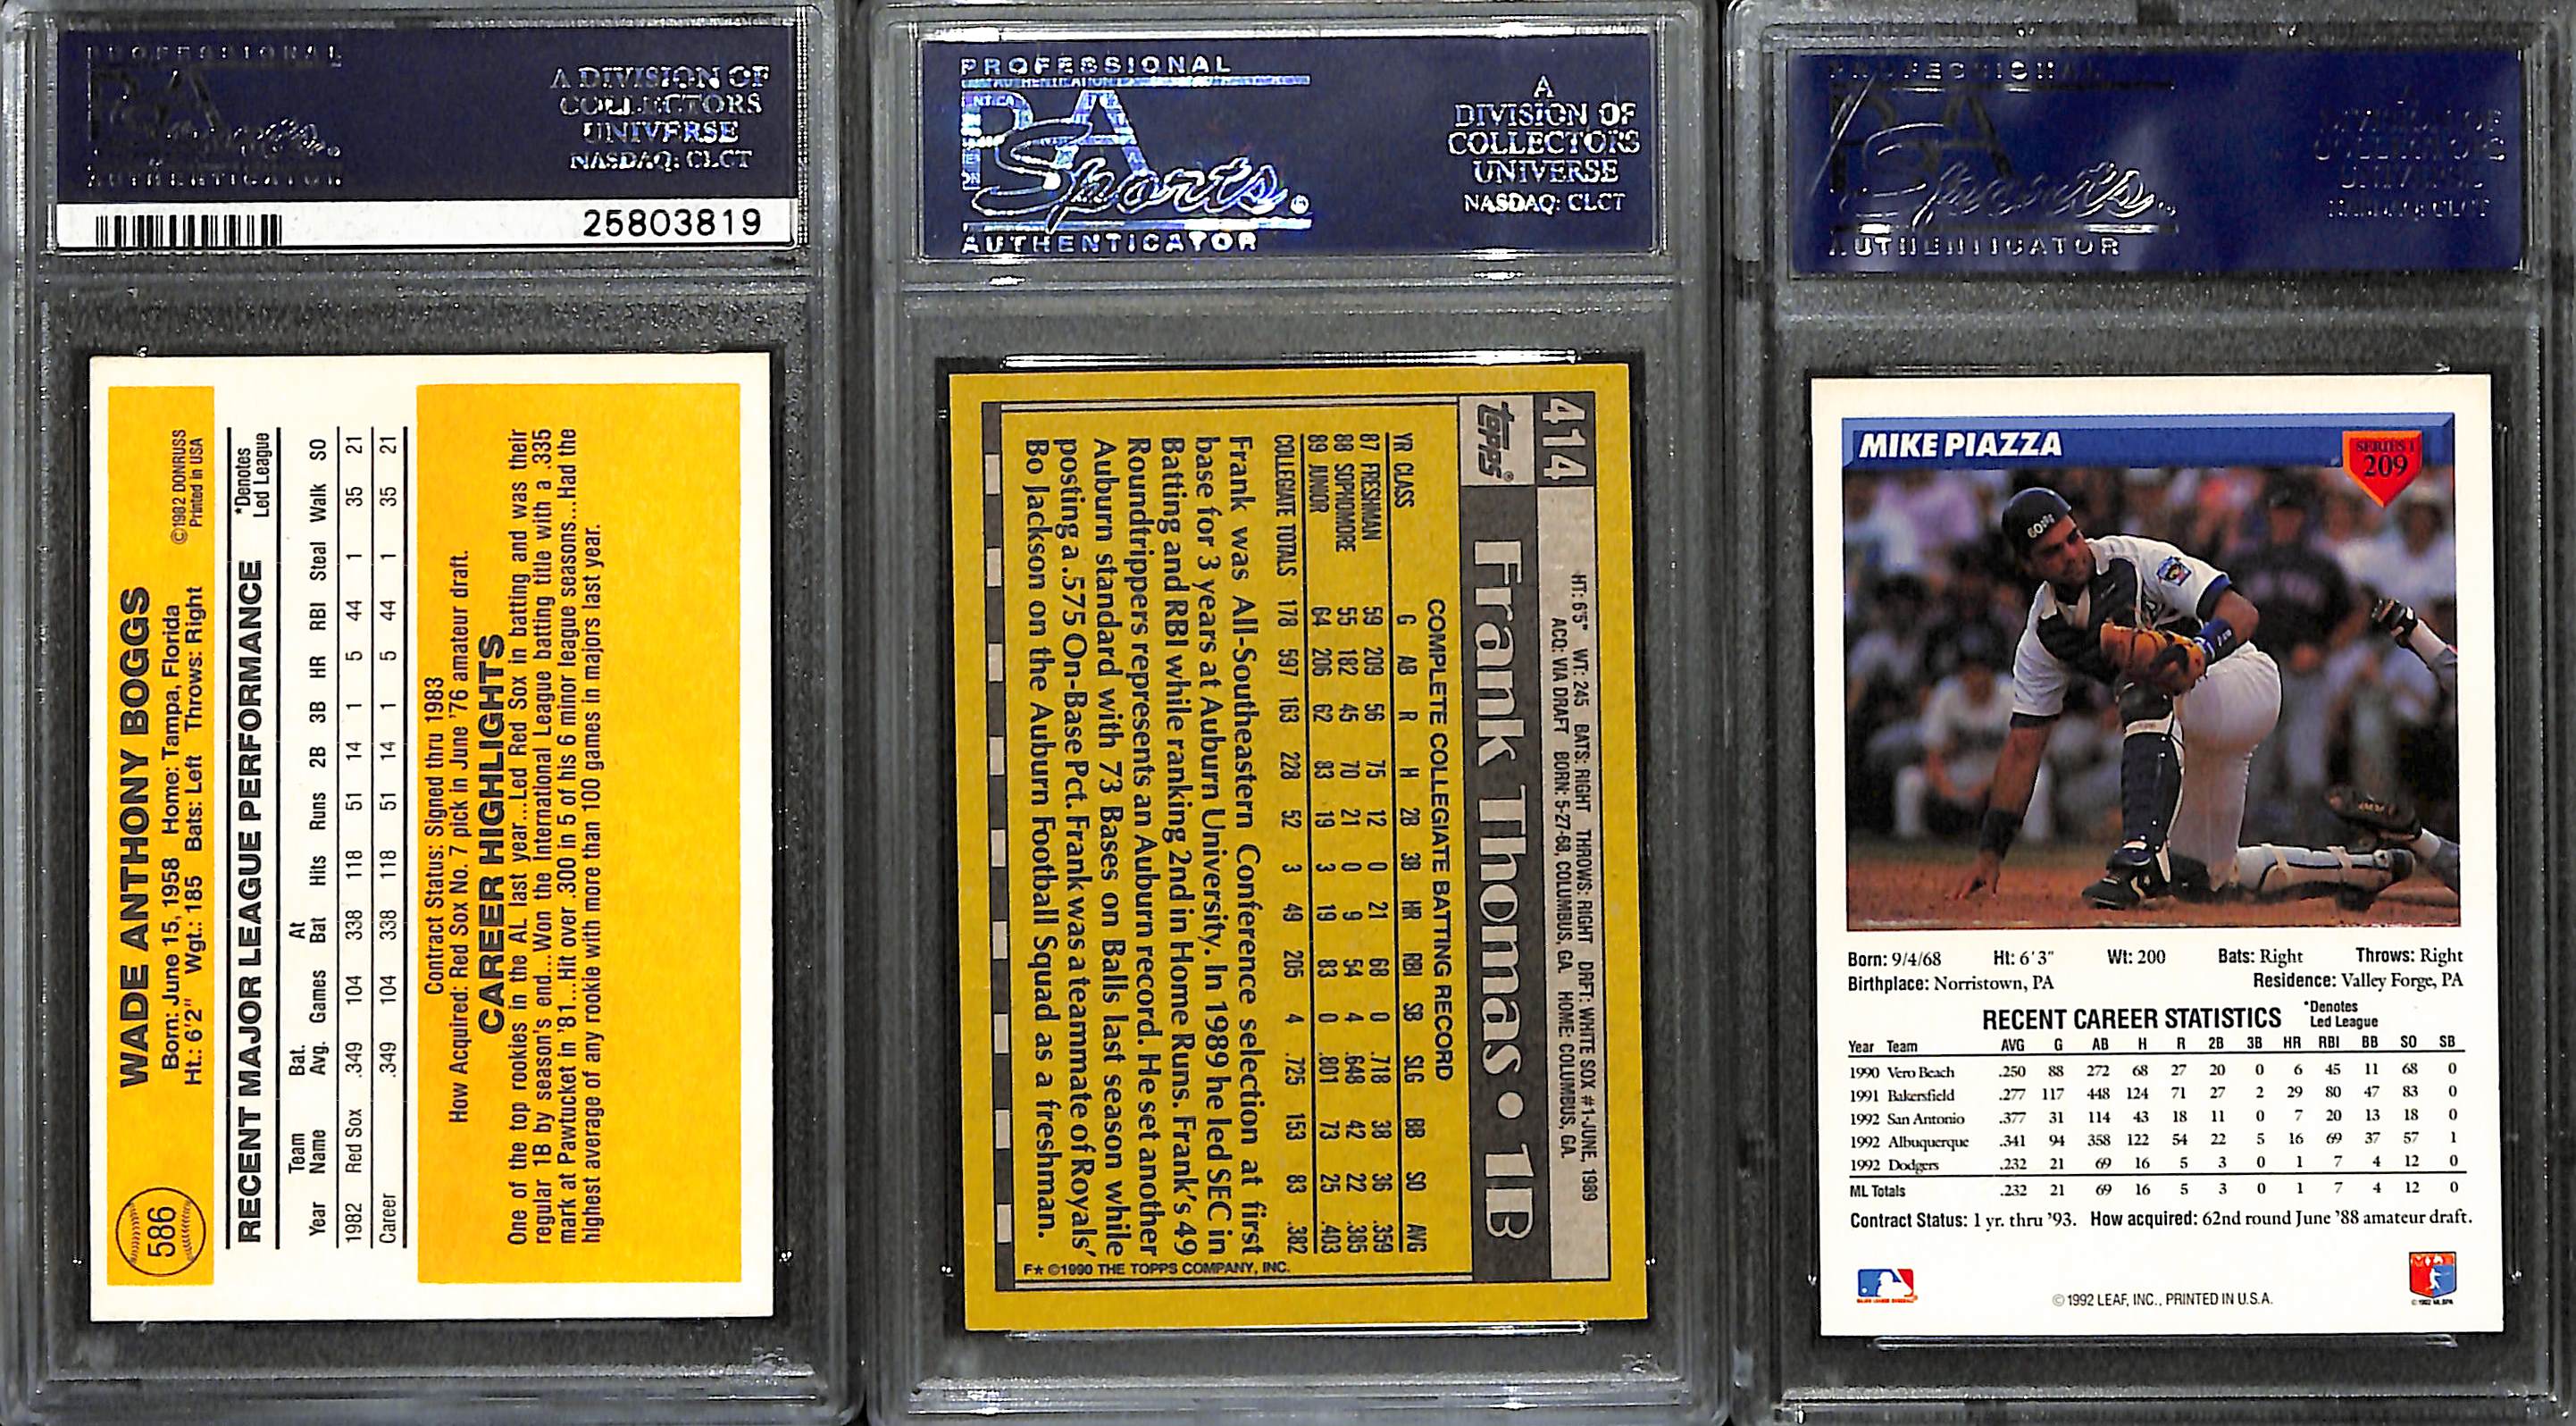 PROFESSIONAL
PSA
Sports
AUTHENTICATOR
A DIVISION OF
COLLECTORS
UNIVERSE
NASDAQ: CLCT
25803819
586
WADE ANTHONY BOGGS
©1982 DONRUSS
Printed in USA
Born: June 15, 1958 Home: Tampa, Florida
Ht.: 6'2" Wgt.: 185 Bats: Left Throws: Right
RECENT MAJOR LEAGUE PERFORMANCE
*Denotes
Led League
Year Team Name Bat. Avg. Games At Bat Hits Runs 2B 3B HR RBI Steal Walk SO
1982 Red Sox .349 104 338 118 51 14 1 5 44 1 35 21
Career .349 104 338 118 51 14 1 5 44 1 35 21
Contract Status: Signed thru 1983
How Acquired: Red Sox No. 7 pick in June '76 amateur draft.
CAREER HIGHLIGHTS
One of the top rookies in the AL last year...Led Red Sox in batting and was their
regular 1B by season's end...Won the International League batting title with a .335
mark at Pawtucket in '81...Hit over .300 in 5 of his 6 minor league seasons...Had the
highest average of any rookie with more than 100 games in majors last year.
PROFESSIONAL
PSA
Sports®
AUTHENTICATOR
A
DIVISION OF
COLLECTORS
UNIVERSE
NASDAQ: CLCT
414
HT: 6'5" WT: 245 BATS: RIGHT THROWS: RIGHT DRFT: WHITE SOX #1-JUNE, 1989
ACQ: VIA DRAFT BORN: 5-27-68, COLUMBUS, GA. HOME: COLUMBUS, GA.
topps®
Frank Thomas • 1B
COMPLETE COLLEGIATE BATTING RECORD
YR CLASS G AB R H 2B 3B HR RBI SB SLG BB SO AVG
87 FRESHMAN 59 209 56 75 12 0 21 68 0 .718 38 36 .359
88 SOPHOMORE 55 182 45 70 21 0 9 54 4 .648 42 22 .385
89 JUNIOR 64 206 62 83 19 3 19 83 0 .801 73 25 .403
COLLEGIATE TOTALS 178 597 163 228 52 3 49 205 4 .725 153 83 .382
Frank was All-Southeastern Conference selection at first
base for 3 years at Auburn University. In 1989 he led SEC in
Batting and RBI while ranking 2nd in Home Runs. Frank's 49
Roundtrippers represents an Auburn record. He set another
Auburn standard with 73 Bases on Balls last season while
posting a .575 On-Base Pct. Frank was a teammate of Royals'
Bo Jackson on the Auburn Football Squad as a freshman.
F★ ©1990 THE TOPPS COMPANY, INC.
PROFESSIONAL
PSA
Sports
AUTHENTICATOR
A
DIVISION OF
COLLECTORS
UNIVERSE
NASDAQ: CLCT
MIKE PIAZZA
SERIES 1
209
Born: 9/4/68 Ht: 6'3" Wt: 200 Bats: Right Throws: Right
Birthplace: Norristown, PA Residence: Valley Forge, PA
RECENT CAREER STATISTICS
*Denotes
Led League
Year Team AVG G AB H R 2B 3B HR RBI BB SO SB
1990 Vero Beach .250 88 272 68 27 20 0 6 45 11 68 0
1991 Bakersfield .277 117 448 124 71 27 2 29 80 47 83 0
1992 San Antonio .377 31 114 43 18 11 0 7 20 13 18 0
1992 Albuquerque .341 94 358 122 54 22 5 16 69 37 57 1
1992 Dodgers .232 21 69 16 5 3 0 1 7 4 12 0
ML Totals .232 21 69 16 5 3 0 1 7 4 12 0
Contract Status: 1 yr. thru '93. How acquired: 62nd round June '88 amateur draft.
©1992 LEAF, INC., PRINTED IN U.S.A.